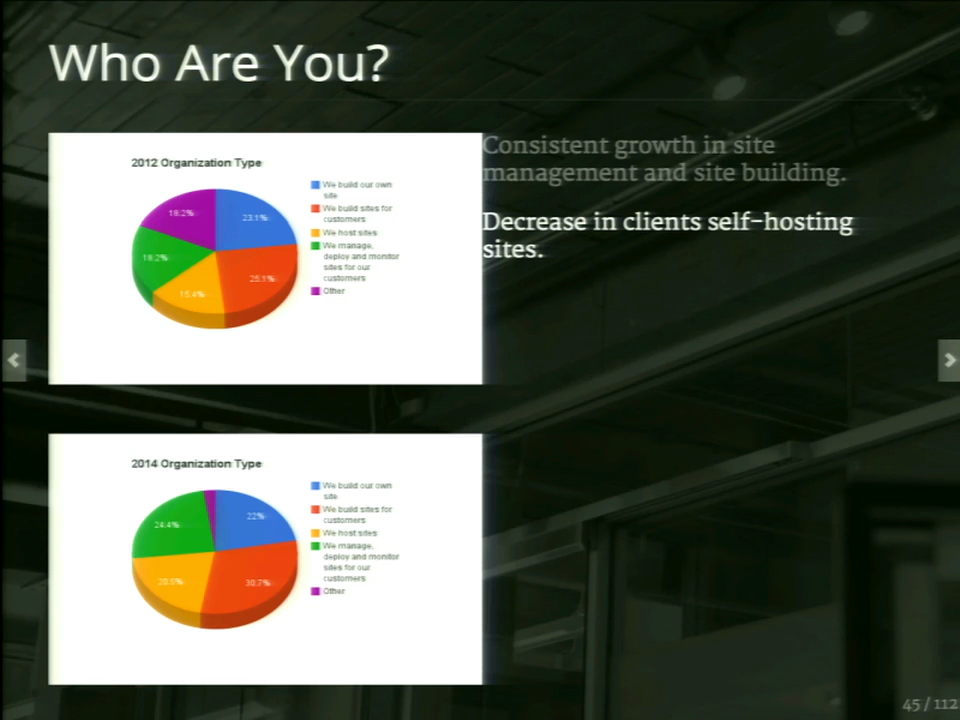 Who Are You?
2012 Organization Type
We build our own
site
We build sites for
customers
We host sites
We manage,
deploy and monitor
sites for our
customers
Other
18.2%
23.1%
18.2%
25.1%
15.4%
Consistent growth in site
management and site building.
Decrease in clients self-hosting
sites.
2014 Organization Type
We build our own
site
We build sites for
customers
We host sites
We manage,
deploy and monitor
sites for our
customers
Other
24.4%
22%
20.5%
30.7%
45 / 112